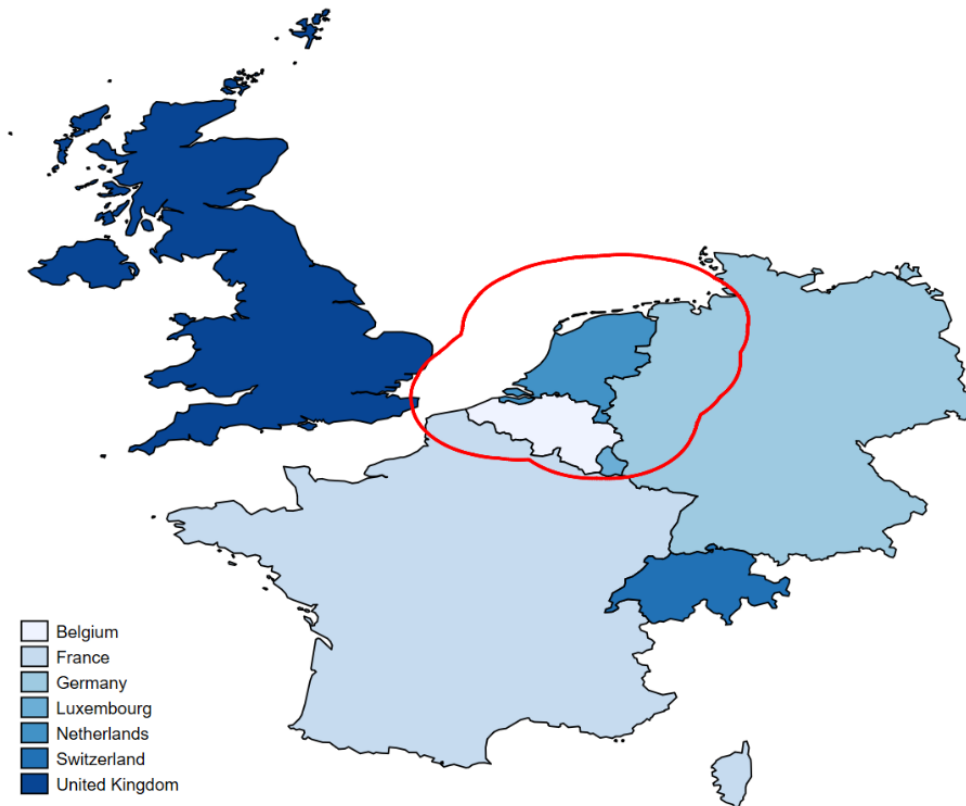 Belgium
France
Germany
Luxembourg
Netherlands
Switzerland
United Kingdom